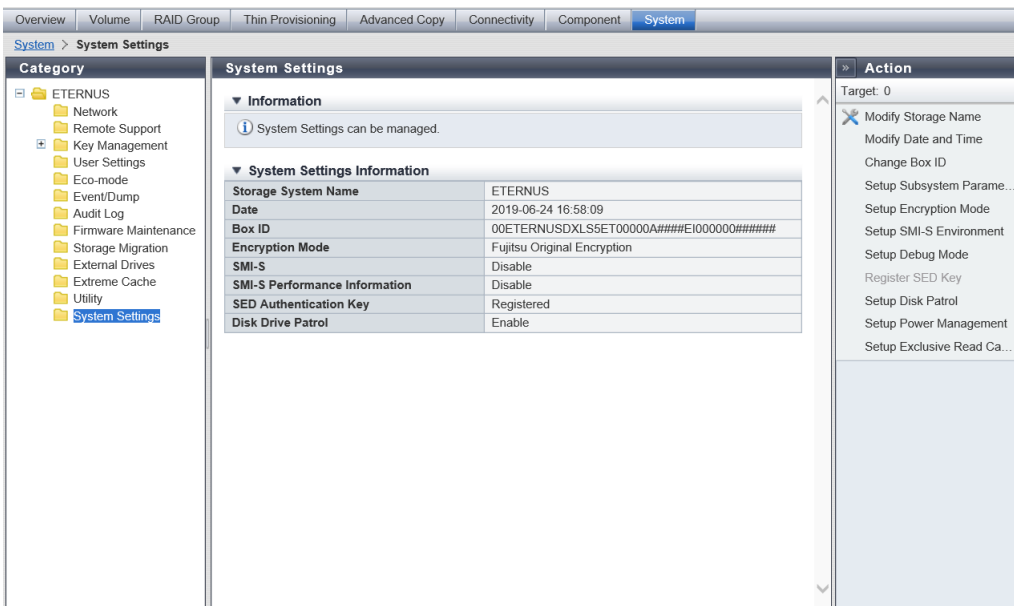 Overview Volume RAID Group Thin Provisioning Advanced Copy Connectivity Component System
System > System Settings
Category
ETERNUS
Network
Remote Support
Key Management
User Settings
Eco-mode
Event/Dump
Audit Log
Firmware Maintenance
Storage Migration
External Drives
Extreme Cache
Utility
System Settings
System Settings
Information
System Settings can be managed.
System Settings Information
Storage System Name ETERNUS
Date 2019-06-24 16:58:09
Box ID 00ETERNUSDXLS5ET00000A####EI000000######
Encryption Mode Fujitsu Original Encryption
SMI-S Disable
SMI-S Performance Information Disable
SED Authentication Key Registered
Disk Drive Patrol Enable
» Action
Target: 0
Modify Storage Name
Modify Date and Time
Change Box ID
Setup Subsystem Parame...
Setup Encryption Mode
Setup SMI-S Environment
Setup Debug Mode
Register SED Key
Setup Disk Patrol
Setup Power Management
Setup Exclusive Read Ca...